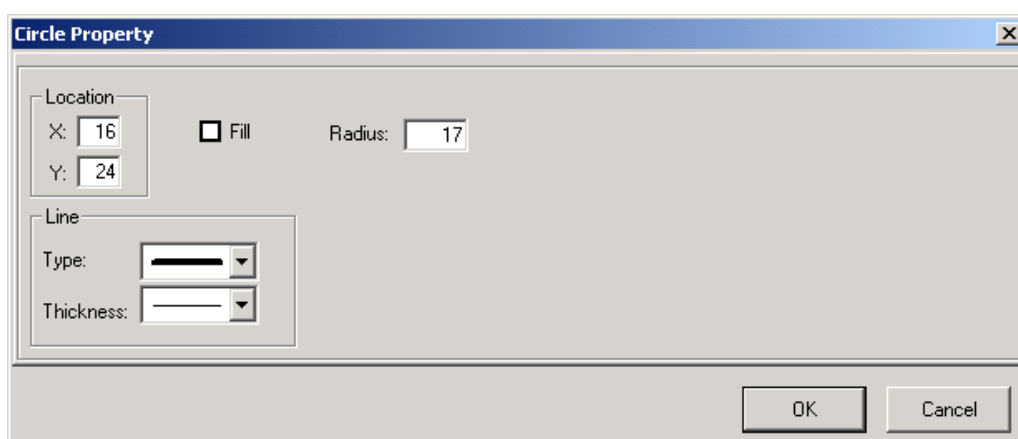 Circle Property
Location
X: 16
Fill
Radius: 17
Y: 24
Line
Type:
Thickness:
OK
Cancel